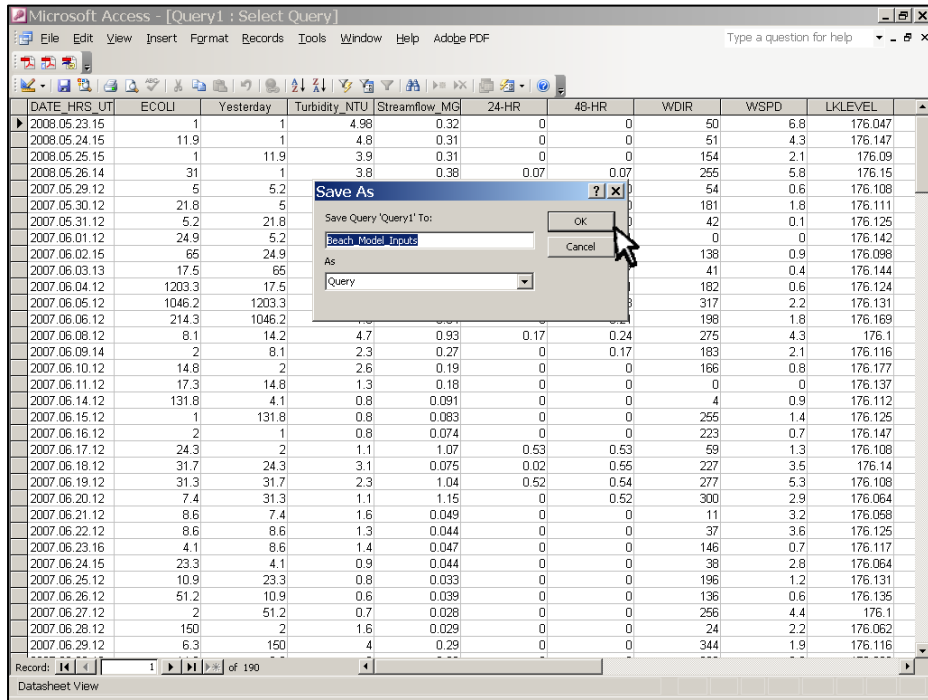 Microsoft Access - [Query1 : Select Query]
File Edit View Insert Format Records Tools Window Help Adobe PDF Type a question for help
DATE_HRS_UT ECOLI Yesterday Turbidity_NTU Streamflow_MG 24-HR 48-HR WDIR WSPD LKLEVEL
2008.05.23.15 1 1 4.98 0.32 0 0 50 6.8 176.047
2008.05.24.15 11.9 1 4.8 0.31 0 0 51 4.3 176.147
2008.05.25.15 1 11.9 3.9 0.31 0 0 154 2.1 176.09
2008.05.26.14 31 1 3.8 0.38 0.07 0.07 255 5.8 176.15
2007.05.29.12 5 5.2 54 0.6 176.108
2007.05.30.12 21.8 5 181 1.8 176.111
2007.05.31.12 5.2 21.8 42 0.1 176.125
2007.06.01.12 24.9 5.2 0 0 176.142
2007.06.02.15 65 24.9 138 0.9 176.098
2007.06.03.13 17.5 65 41 0.4 176.144
2007.06.04.12 1203.3 17.5 182 0.6 176.124
2007.06.05.12 1046.2 1203.3 317 2.2 176.131
2007.06.06.12 214.3 1046.2 198 1.8 176.169
Save As
Save Query 'Query1' To:
Beach_Model_Inputs
As
Query
OK
Cancel
2007.06.08.12 8.1 14.2 4.7 0.93 0.17 0.24 275 4.3 176.1
2007.06.09.14 2 8.1 2.3 0.27 0 0.17 183 2.1 176.116
2007.06.10.12 14.8 2 2.6 0.19 0 0 166 0.8 176.177
2007.06.11.12 17.3 14.8 1.3 0.18 0 0 0 0 176.137
2007.06.14.12 131.8 4.1 0.8 0.091 0 0 4 0.9 176.112
2007.06.15.12 1 131.8 0.8 0.083 0 0 255 1.4 176.125
2007.06.16.12 2 1 0.8 0.074 0 0 223 0.7 176.147
2007.06.17.12 24.3 2 1.1 1.07 0.53 0.53 59 1.3 176.108
2007.06.18.12 31.7 24.3 3.1 0.075 0.02 0.55 227 3.5 176.14
2007.06.19.12 31.3 31.7 2.3 1.04 0.52 0.54 277 5.3 176.108
2007.06.20.12 7.4 31.3 1.1 1.15 0 0.52 300 2.9 176.064
2007.06.21.12 8.6 7.4 1.6 0.049 0 0 11 3.2 176.058
2007.06.22.12 8.6 8.6 1.3 0.044 0 0 37 3.6 176.125
2007.06.23.16 4.1 8.6 1.4 0.047 0 0 146 0.7 176.117
2007.06.24.15 23.3 4.1 0.9 0.044 0 0 38 2.8 176.064
2007.06.25.12 10.9 23.3 0.8 0.033 0 0 196 1.2 176.131
2007.06.26.12 51.2 10.9 0.6 0.039 0 0 136 0.6 176.135
2007.06.27.12 2 51.2 0.7 0.028 0 0 256 4.4 176.1
2007.06.28.12 150 2 1.6 0.029 0 0 24 2.2 176.062
2007.06.29.12 6.3 150 4 0.29 0 0 344 1.9 176.116
Record: 1 of 190
Datasheet View